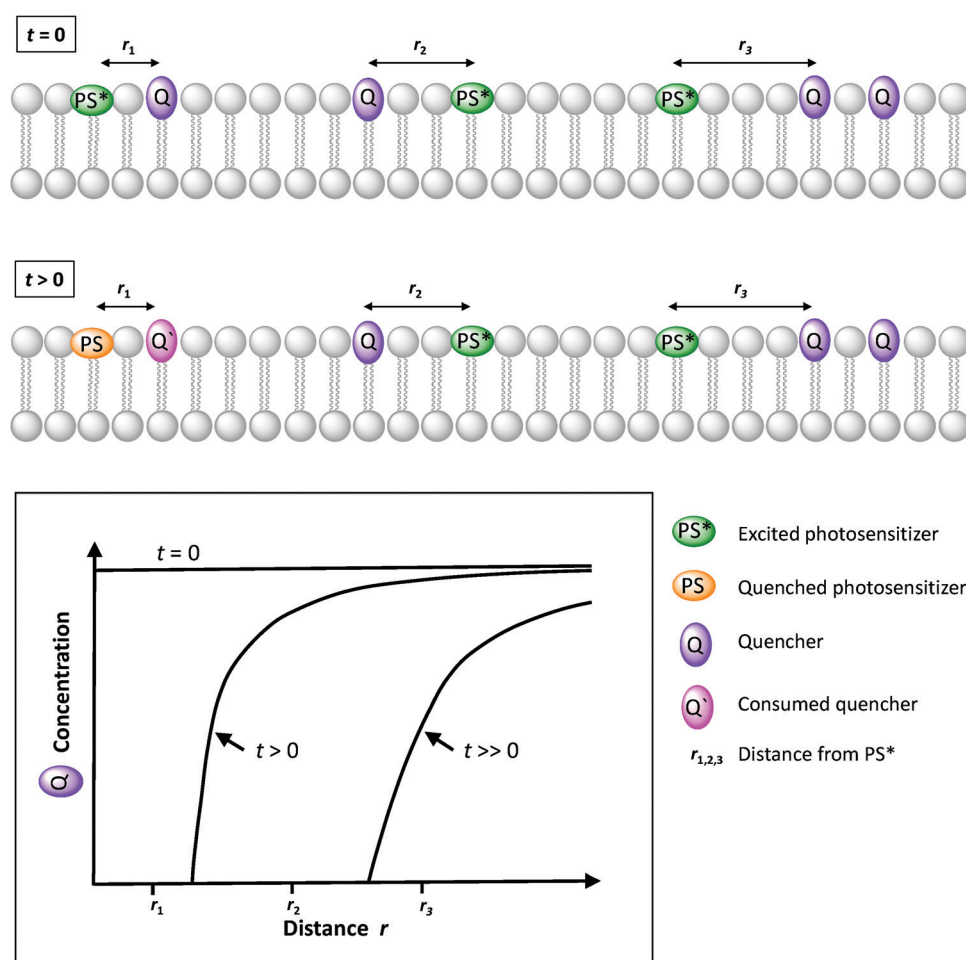 t = 0
r1 r2 r3
PS* Q Q PS* PS* Q Q
t > 0
r1 r2 r3
PS Q` Q PS* PS* Q Q
t = 0
t > 0
t >> 0
Q Concentration
r1 r2 r3
Distance r
PS* Excited photosensitizer
PS Quenched photosensitizer
Q Quencher
Q` Consumed quencher
r1,2,3 Distance from PS*